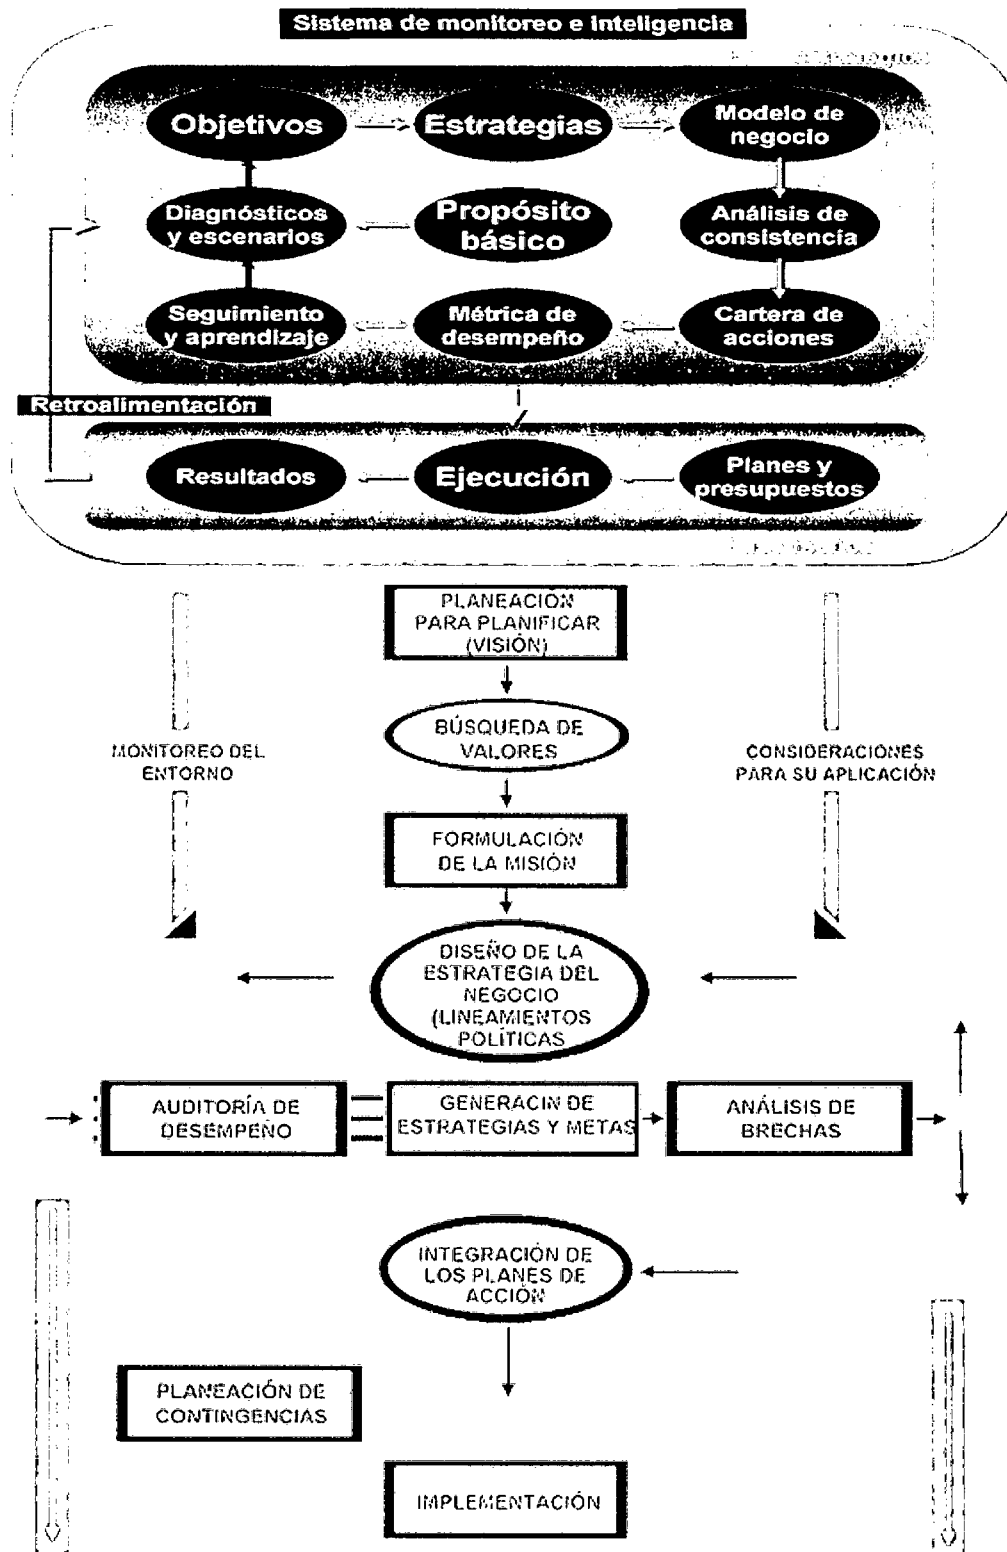 Sistema de monitoreo e inteligencia
Objetivos
Estrategias
Modelo de
negocio
Diagnósticos
y escenarios
Propósito
básico
Análisis de
consistencia
Seguimiento
y aprendizaje
Métrica de
desempeño
Cartera de
acciones
Retroalimentación
Resultados
Ejecución
Planes y
presupuestos
PLANEACIÓN
PARA PLANIFICAR
(VISIÓN)
BÚSQUEDA DE
VALORES
MONITOREO DEL
ENTORNO
CONSIDERACIONES
PARA SU APLICACIÓN
FORMULACIÓN
DE LA MISIÓN
DISEÑO DE LA
ESTRATEGIA DEL
NEGOCIO
(LINEAMIENTOS
POLÍTICAS
AUDITORÍA DE
DESEMPEÑO
GENERACIN DE
ESTRATEGIAS Y METAS
ANÁLISIS DE
BRECHAS
INTEGRACIÓN DE
LOS PLANES DE
ACCIÓN
PLANEACIÓN DE
CONTINGENCIAS
IMPLEMENTACIÓN